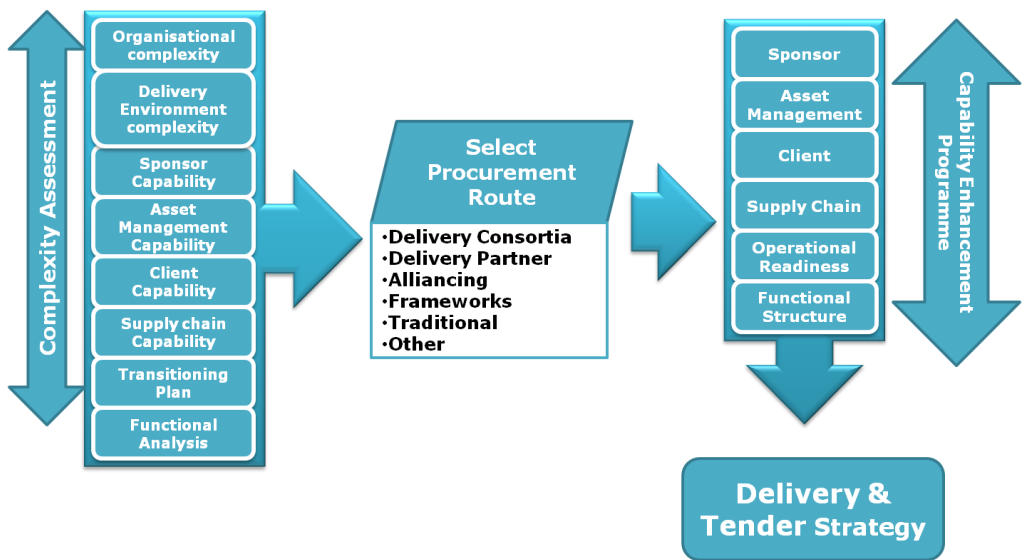 Complexity Assessment
Organisational
complexity
Delivery
Environment
complexity
Sponsor
Capability
Asset
Management
Capability
Client
Capability
Supply chain
Capability
Transitioning
Plan
Functional
Analysis
Select
Procurement
Route
·Delivery Consortia
·Delivery Partner
·Alliancing
·Frameworks
·Traditional
·Other
Sponsor
Asset
Management
Client
Supply Chain
Operational
Readiness
Functional
Structure
Capability Enhancement
Programme
Delivery &
Tender Strategy